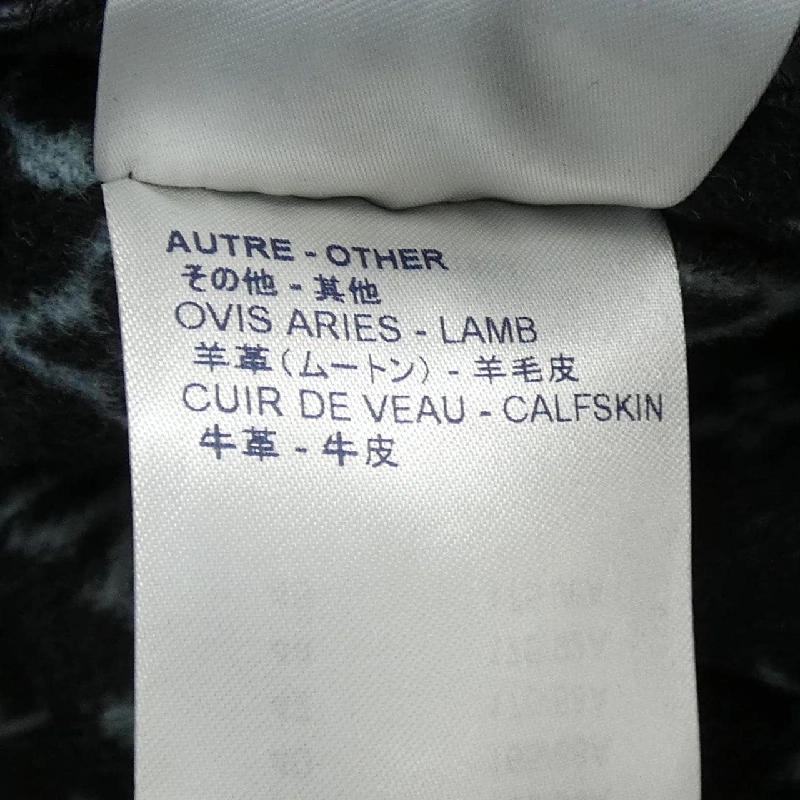 AUTRE - OTHER
その他 - 其他
OVIS ARIES - LAMB
羊革(ムートン) - 羊毛皮
CUIR DE VEAU - CALFSKIN
牛革 - 牛皮